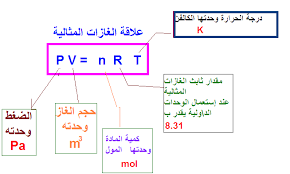 درجة الحرارة وحدتها الكالفن
K
علاقة الغازات المثالية
P V = n R T
مقدار ثابت الغازات
المثالية
عند إستعمال الوحدات
الدولية يقدر ب
8.31
كمية المادة
وحدتها المول
mol
حجم الغاز
وحدته
m³
الضغط
وحدته
Pa